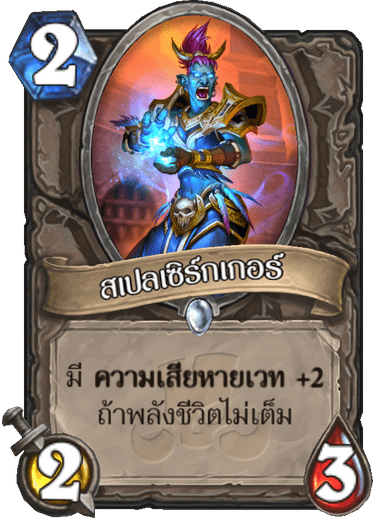 2
สเปลเซิร์กเกอร์
มี ความเสียหายเวท +2
ถ้าพลังชีวิตไม่เต็ม
2
3